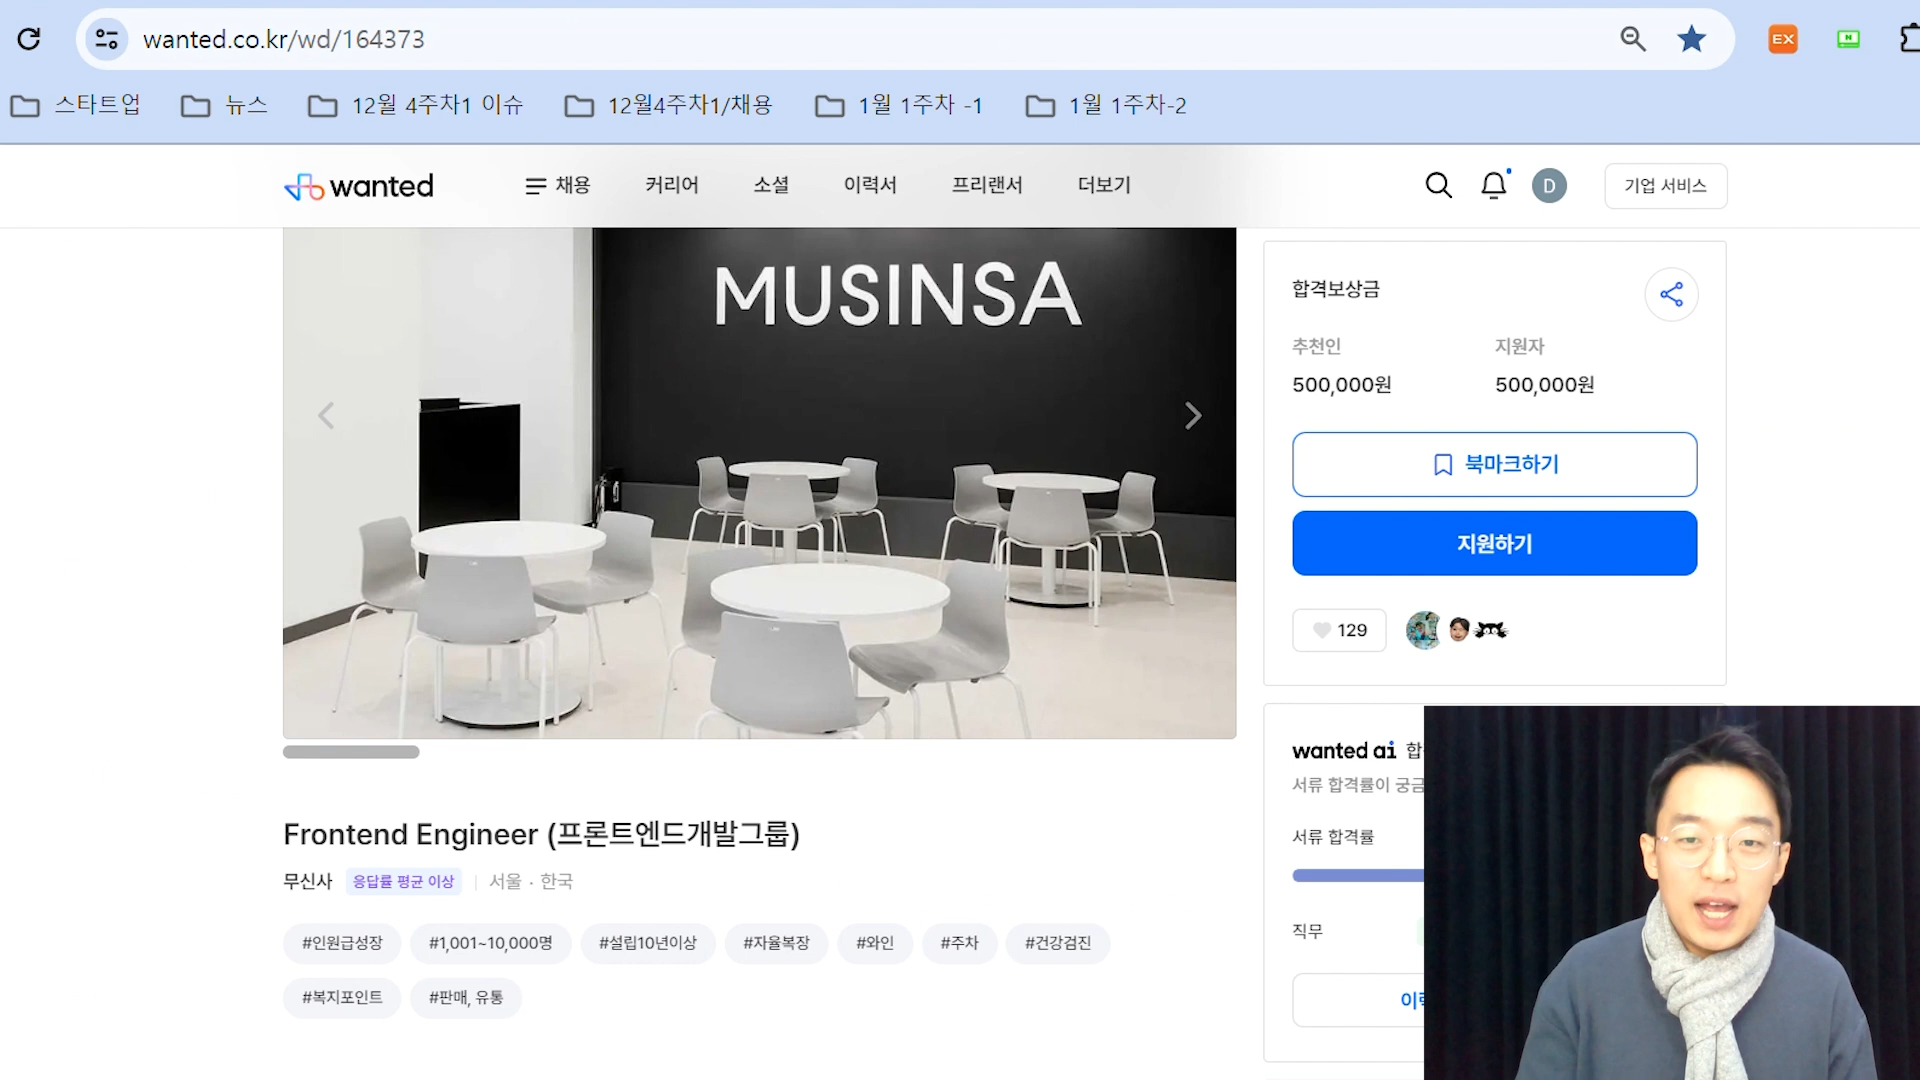 wanted.co.kr/wd/164373
EX
N
스타트업
뉴스
12월 4주차1 이슈
12월4주차1/채용
1월 1주차 -1
1월 1주차-2
wanted
채용
커리어
소셜
이력서
프리랜서
더보기
D
기업 서비스
MUSINSA
합격보상금
추천인
지원자
500,000원
500,000원
북마크하기
지원하기
129
wanted ai
서류 합격률이 궁금
서류 합격률
직무
Frontend Engineer (프론트엔드개발그룹)
무신사
응답률 평균 이상
서울 · 한국
#인원급성장
#1,001~10,000명
#설립10년이상
#자율복장
#와인
#주차
#건강검진
#복지포인트
#판매, 유통